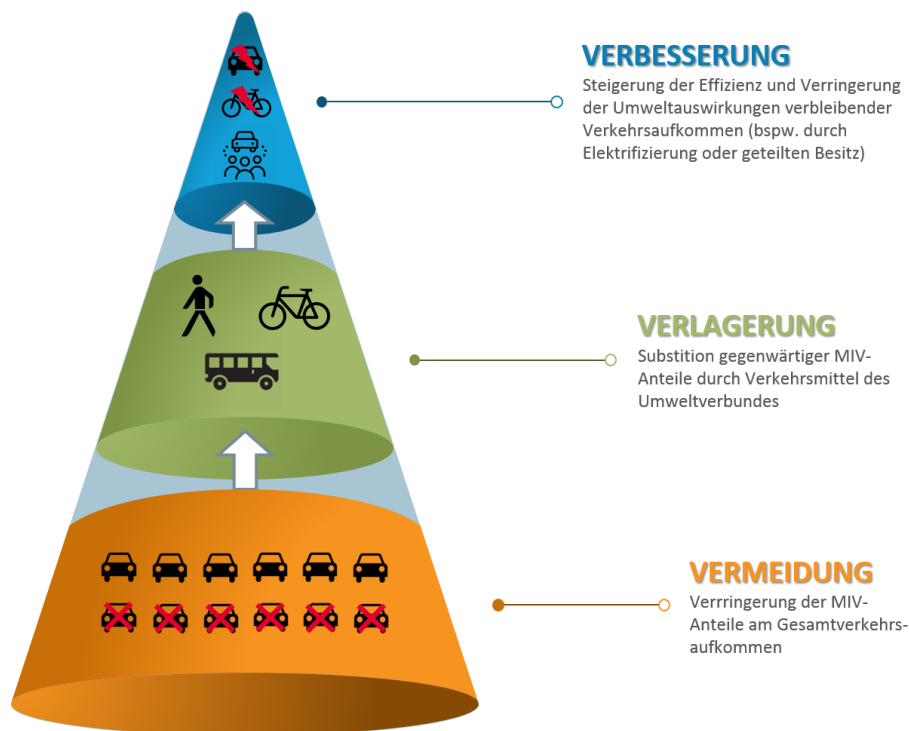 VERBESSERUNG
Steigerung der Effizienz und Verringerung
der Umweltauswirkungen verbleibender
Verkehrsaufkommen (bspw. durch
Elektrifizierung oder geteilten Besitz)
VERLAGERUNG
Substition gegenwärtiger MIV-
Anteile durch Verkehrsmittel des
Umweltverbundes
VERMEIDUNG
Verrringerung der MIV-
Anteile am Gesamtverkehrs-
aufkommen